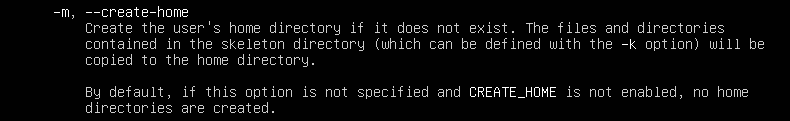 -m, --create-home
Create the user's home directory if it does not exist. The files and directories
contained in the skeleton directory (which can be defined with the -k option) will be
copied to the home directory.
By default, if this option is not specified and CREATE_HOME is not enabled, no home
directories are created.